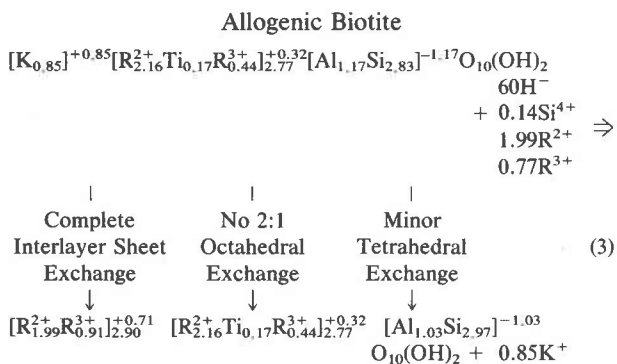 Allogenic Biotite
[K₀.₈₅]⁺⁰·⁸⁵[R²⁺₂.₁₆Ti₀.₁₇R³⁺₀.₄₄]⁺⁰·³²₂.₇₇[Al₁.₁₇Si₂.₈₃]⁻¹·¹⁷O₁₀(OH)₂
60H⁻
+ 0.14Si⁴⁺ ⇒
1.99R²⁺
0.77R³⁺
Complete No 2:1 Minor
Interlayer Sheet Octahedral Tetrahedral (3)
Exchange Exchange Exchange
[R²⁺₁.₉₉R³⁺₀.₉₁]⁺⁰·⁷¹₂.₉₀ [R²⁺₂.₁₆Ti₀.₁₇R³⁺₀.₄₄]⁺⁰·³²₂.₇₇ [Al₁.₀₃Si₂.₉₇]⁻¹·⁰³
O₁₀(OH)₂ + 0.85K⁺